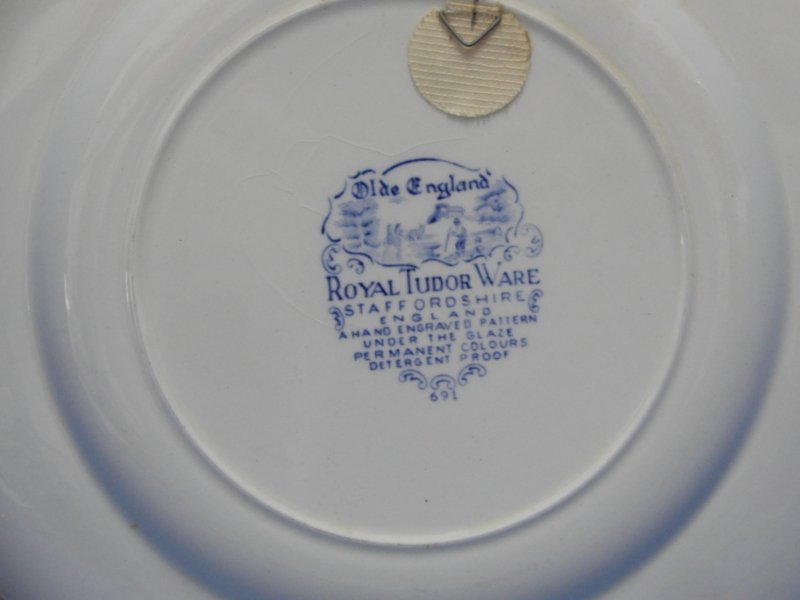 Olde England
ROYAL TUDOR WARE
STAFFORDSHIRE
ENGLAND
A HAND ENGRAVED PATTERN
UNDER THE GLAZE
PERMANENT COLOURS
DETERGENT PROOF
691